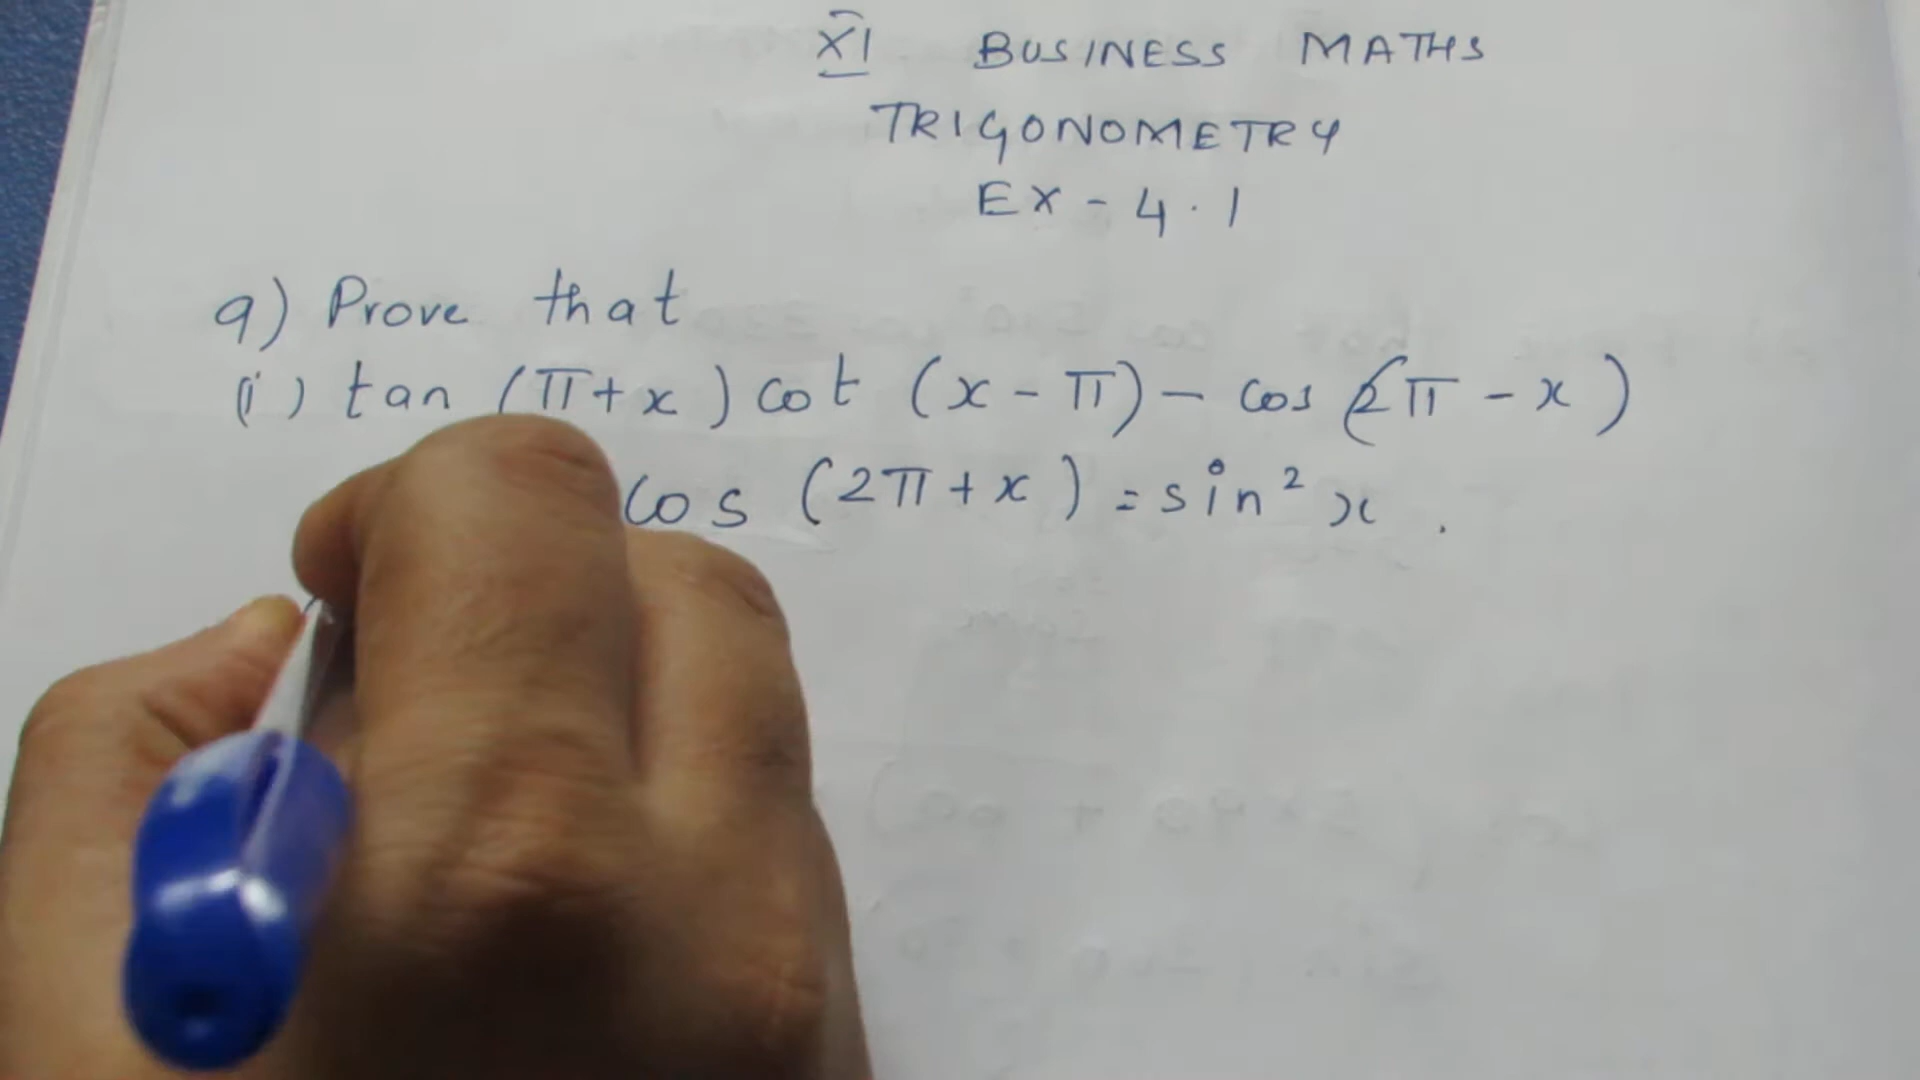 XI BUSINESS MATHS
TRIGONOMETRY
EX - 4.1
9) Prove that
(i) tan (π+x) cot (x-π) - cos (2π - x)
cos (2π+x) = sin² x.